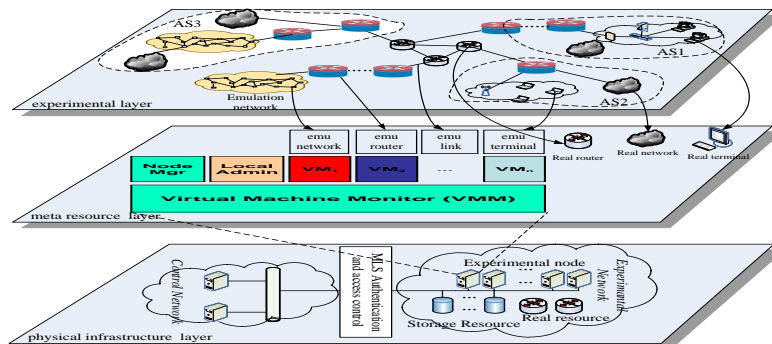 AS3
AS1
AS2
Emulation
network
experimental layer
emu
network
emu
router
emu
link
emu
terminal
Real router
Real network
Real terminal
Node
Mgr
Local
Admin
VM₁
VM₂
...
VMₙ
Virtual Machine Monitor (VMM)
meta resource layer
Control Network
MLS Authentication
and access control
Experimental node
Experimental
Network
Storage Resource
Real resource
physical infrastructure layer